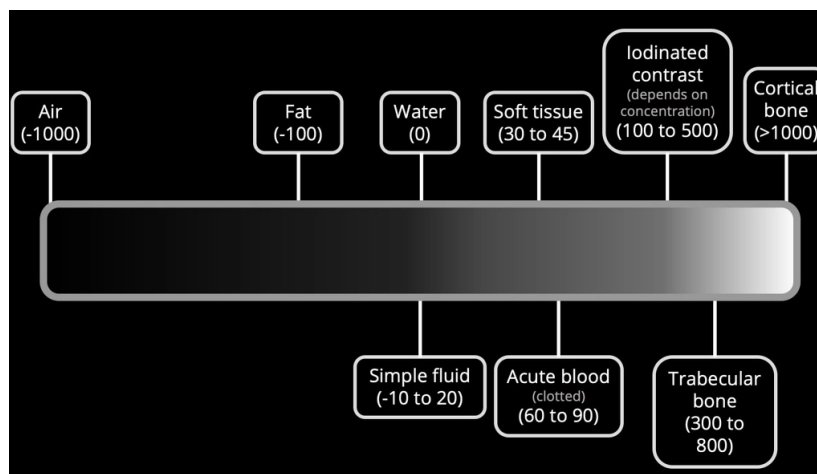 Air
(-1000)
Fat
(-100)
Water
(0)
Soft tissue
(30 to 45)
Iodinated
contrast
(depends on
concentration)
(100 to 500)
Cortical
bone
(>1000)
Simple fluid
(-10 to 20)
Acute blood
(clotted)
(60 to 90)
Trabecular
bone
(300 to
800)